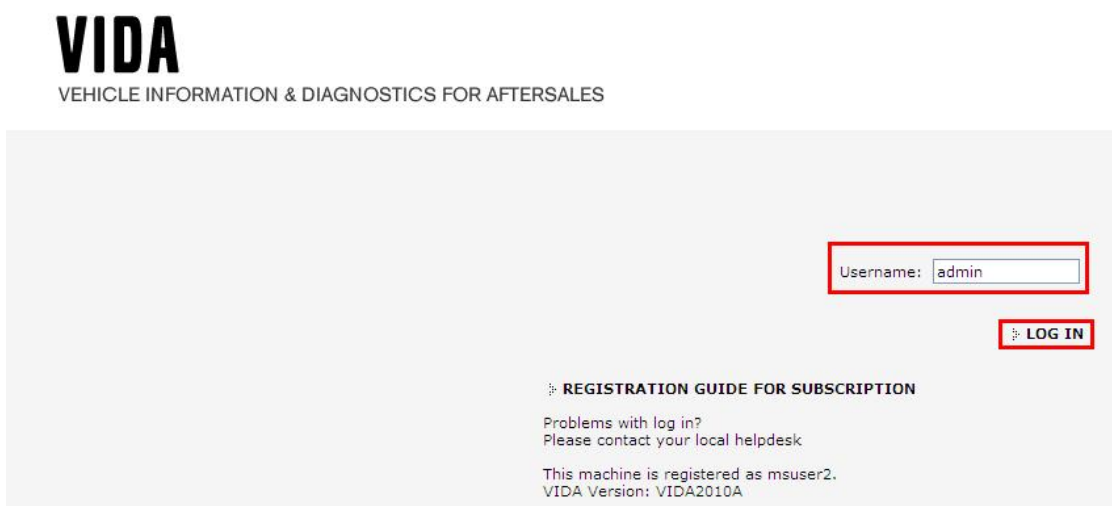 VIDA
VEHICLE INFORMATION & DIAGNOSTICS FOR AFTERSALES
Username: admin
LOG IN
REGISTRATION GUIDE FOR SUBSCRIPTION
Problems with log in?
Please contact your local helpdesk
This machine is registered as msuser2.
VIDA Version: VIDA2010A